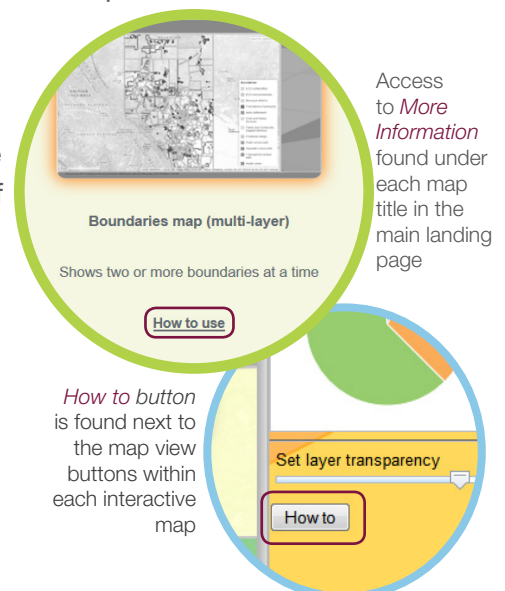 Boundaries map (multi-layer)
Shows two or more boundaries at a time
How to use
Access
to More
Information
found under
each map
title in the
main landing
page
How to button
is found next to
the map view
buttons within
each interactive
map
Set layer transparency
How to